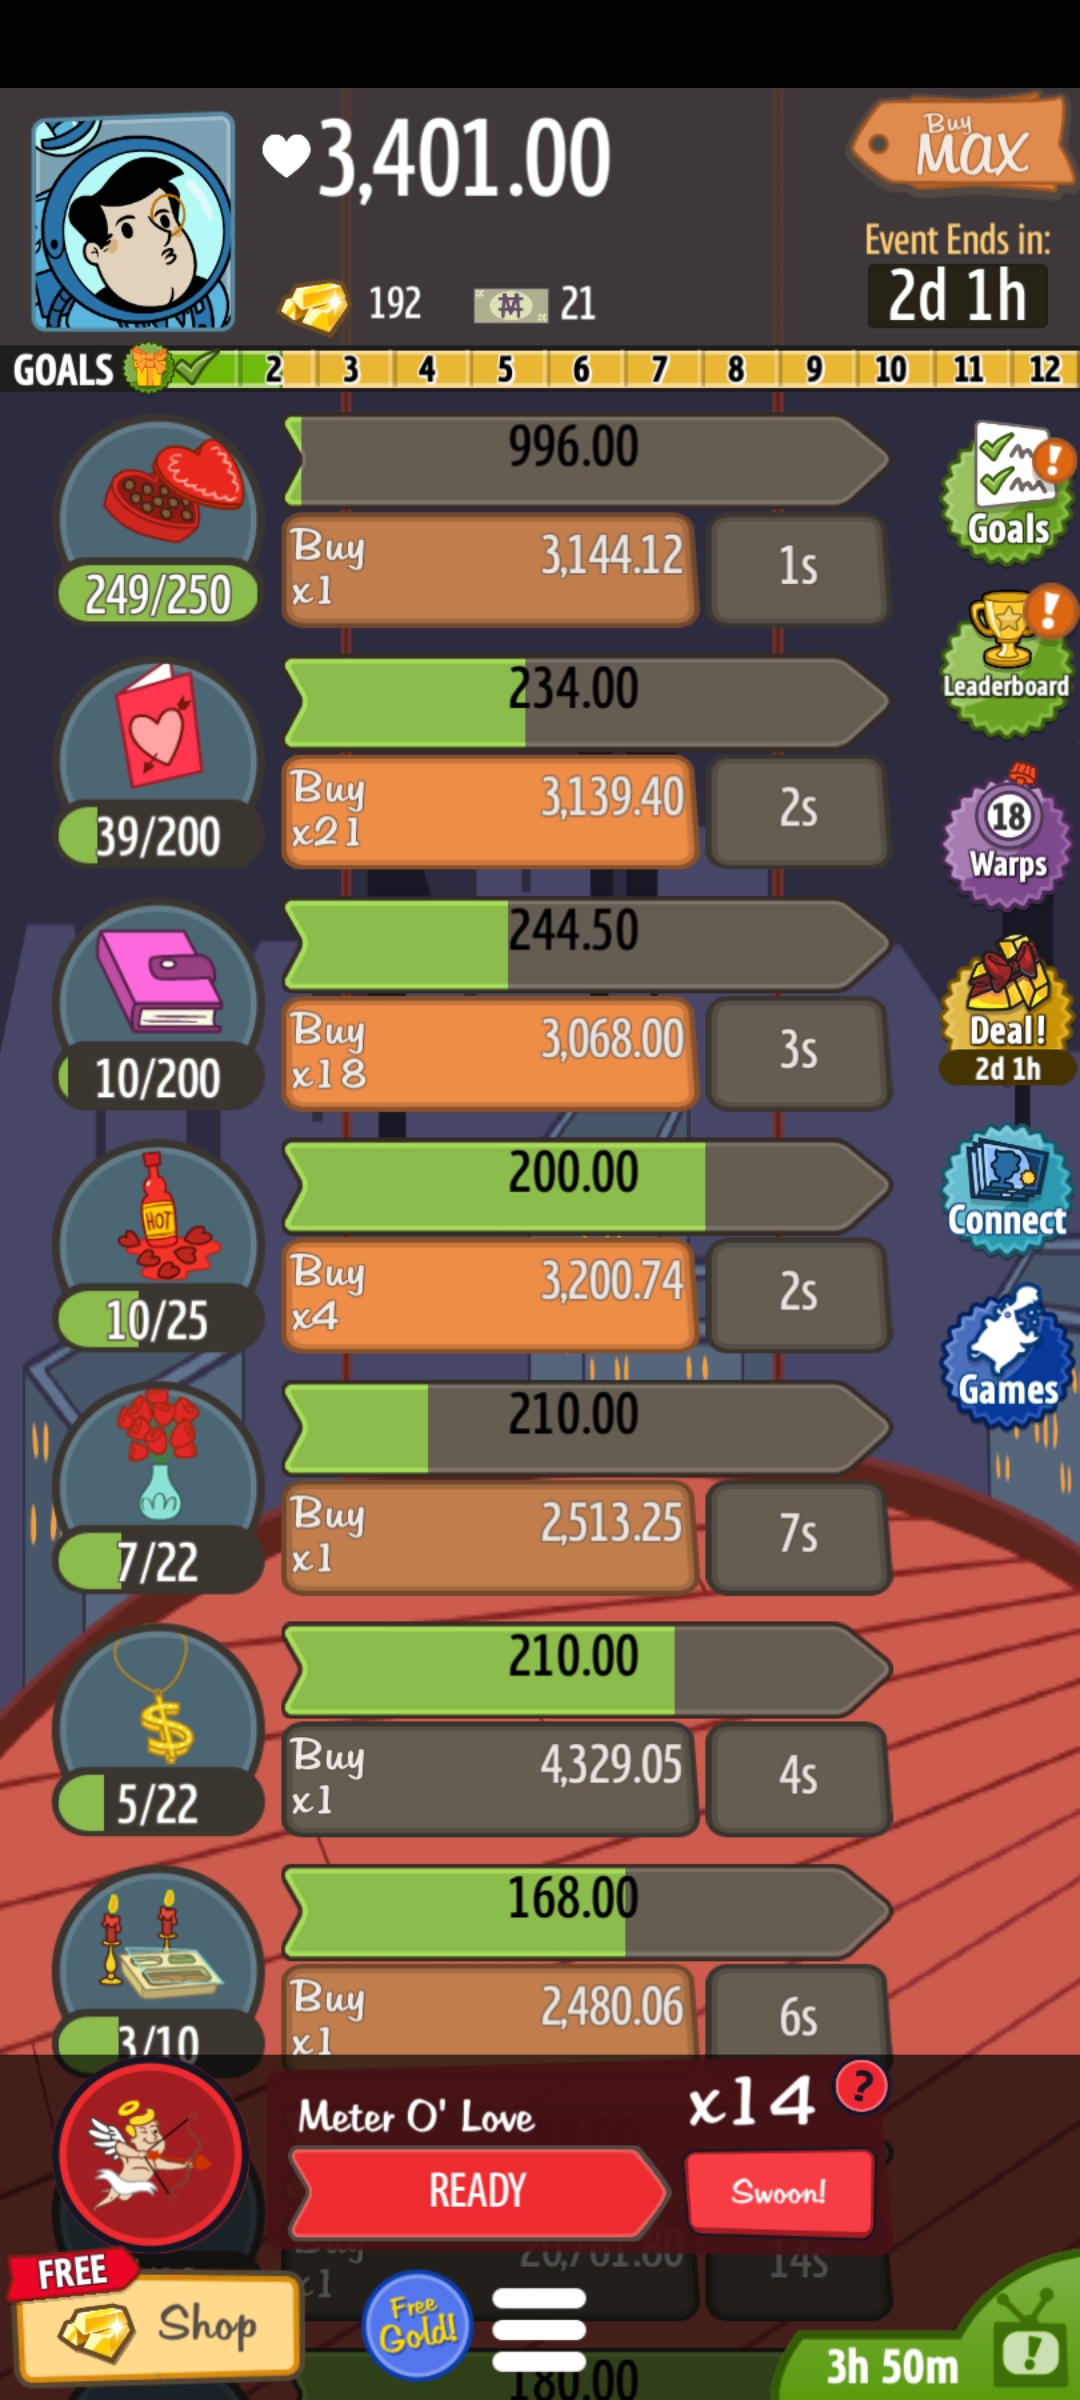 3,401.00
Buy
MAX
192
21
Event Ends in:
2d 1h
GOALS 2 3 4 5 6 7 8 9 10 11 12
996.00
249/250
Buy
x1
3,144.12
1s
Goals
234.00
39/200
Buy
x21
3,139.40
2s
Leaderboard
18
Warps
244.50
10/200
Buy
x18
3,068.00
3s
Deal!
2d 1h
200.00
HOT
10/25
Buy
x4
3,200.74
2s
Connect
210.00
7/22
Buy
x1
2,513.25
7s
Games
210.00
5/22
Buy
x1
4,329.05
4s
168.00
3/10
Buy
x1
2,480.06
6s
Meter O' Love
x14
?
READY
Swoon!
Buy
x1
20,761.80
14s
FREE
Shop
Free
Gold!
180.00
3h 50m